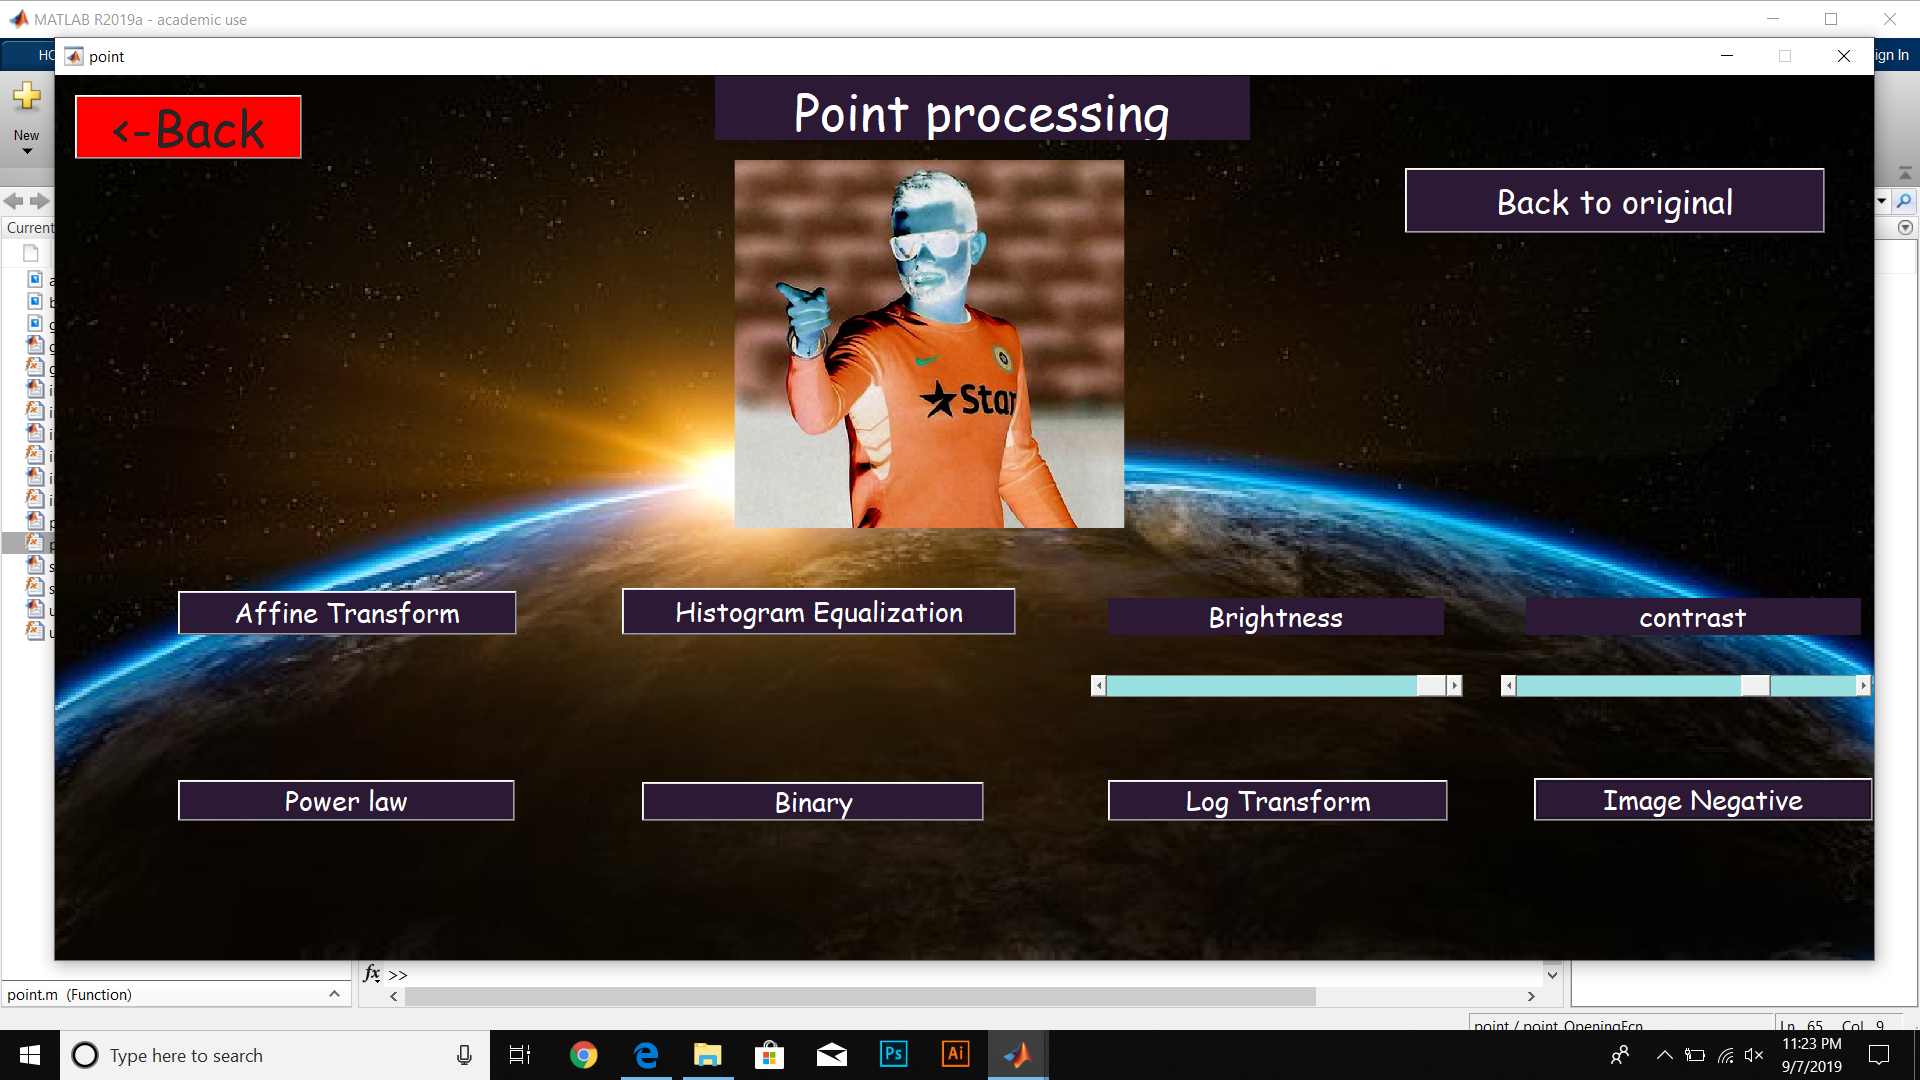 MATLAB R2019a - academic use
point
HO
ign In
<-Back
Point processing
New
Back to original
Current
Star
Affine Transform
Histogram Equalization
Brightness
contrast
Power law
Binary
Log Transform
Image Negative
fx >>
point.m (Function)
point / point_OpeningFcn
Ln 65 Col 9
Type here to search
Ps
Ai
11:23 PM
9/7/2019